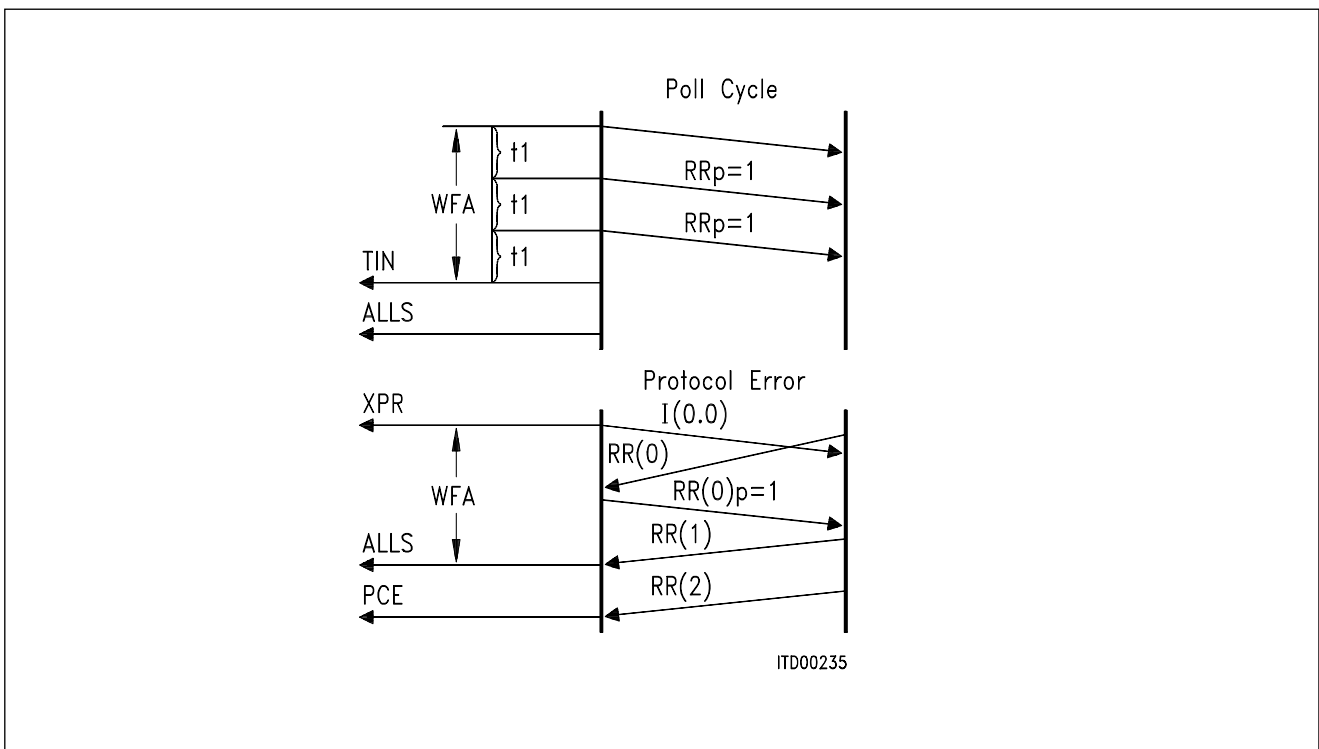 Poll Cycle
t1
RRp=1
WFA
t1
RRp=1
t1
TIN
ALLS
Protocol Error
XPR
I(0.0)
RR(0)
WFA
RR(0)p=1
RR(1)
ALLS
RR(2)
PCE
ITD00235